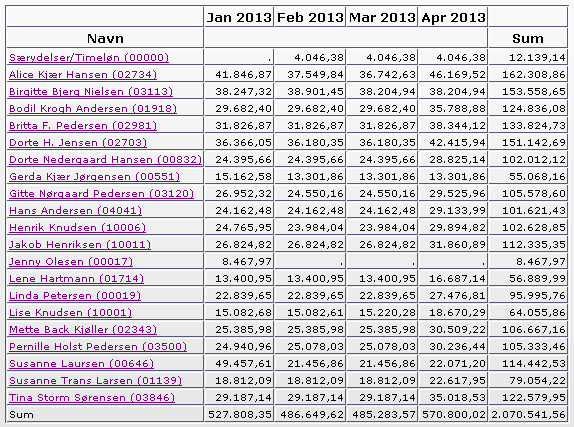 Jan 2013 Feb 2013 Mar 2013 Apr 2013
Navn Sum
Særydelser/Timeløn (00000) . 4.046,38 4.046,38 4.046,38 12.139,14
Alice Kjær Hansen (02734) 41.846,87 37.549,84 36.742,63 46.169,52 162.308,86
Birgitte Bjerg Nielsen (03113) 38.247,32 38.901,45 38.204,94 38.204,94 153.558,65
Bodil Krogh Andersen (01918) 29.682,40 29.682,40 29.682,40 35.788,88 124.836,08
Britta F. Pedersen (02981) 31.826,87 31.826,87 31.826,87 38.344,12 133.824,73
Dorte H. Jensen (02703) 36.366,05 36.180,35 36.180,35 42.415,94 151.142,69
Dorte Nedergaard Hansen (00832) 24.395,66 24.395,66 24.395,66 28.825,14 102.012,12
Gerda Kjær Jørgensen (00551) 15.162,58 13.301,86 13.301,86 13.301,86 55.068,16
Gitte Nørgaard Pedersen (03120) 26.952,32 24.550,16 24.550,16 29.525,96 105.578,60
Hans Andersen (04041) 24.162,48 24.162,48 24.162,48 29.133,99 101.621,43
Henrik Knudsen (10006) 24.765,95 23.984,04 23.984,04 29.894,82 102.628,85
Jakob Henriksen (10011) 26.824,82 26.824,82 26.824,82 31.860,89 112.335,35
Jenny Olesen (00017) 8.467,97 . . . 8.467,97
Lene Hartmann (01714) 13.400,95 13.400,95 13.400,95 16.687,14 56.889,99
Linda Petersen (00019) 22.839,65 22.839,65 22.839,65 27.476,81 95.995,76
Lise Knudsen (10001) 15.082,68 15.082,61 15.220,28 18.670,29 64.055,86
Mette Back Kjøller (02343) 25.385,98 25.385,98 25.385,98 30.509,22 106.667,16
Pernille Holst Pedersen (03500) 24.940,96 25.078,03 25.078,03 30.236,44 105.333,46
Susanne Laursen (00646) 49.457,61 21.456,86 21.456,86 22.071,20 114.442,53
Susanne Trans Larsen (01139) 18.812,09 18.812,09 18.812,09 22.617,95 79.054,22
Tina Storm Sørensen (03846) 29.187,14 29.187,14 29.187,14 35.018,53 122.579,95
Sum 527.808,35 486.649,62 485.283,57 570.800,02 2.070.541,56